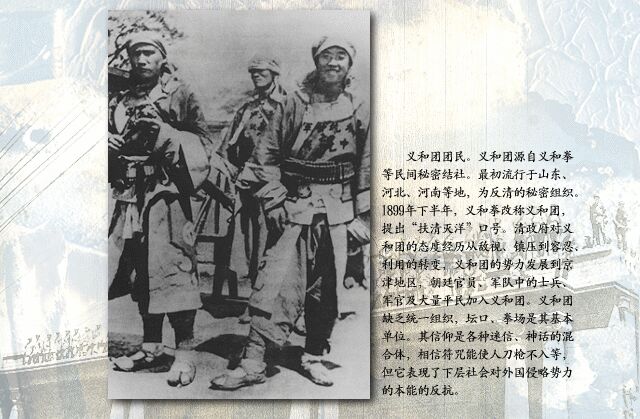 义和团团民。义和团源自义和拳
等民间秘密结社。最初流行于山东、
河北、河南等地，为反清的秘密组织。
1899年下半年，义和拳改称义和团，
提出“扶清灭洋”口号。清政府对义
和团的态度经历从敌视、镇压到容忍、
利用的转变，义和团的势力发展到京
津地区，朝廷官员、军队中的士兵、
军官及大量平民加入义和团。义和团
缺乏统一组织，坛口、拳场是其基本
单位。其信仰是各种迷信、神话的混
合体，相信符咒能使人刀枪不入等，
但它表现了下层社会对外国侵略势力
的本能的反抗。